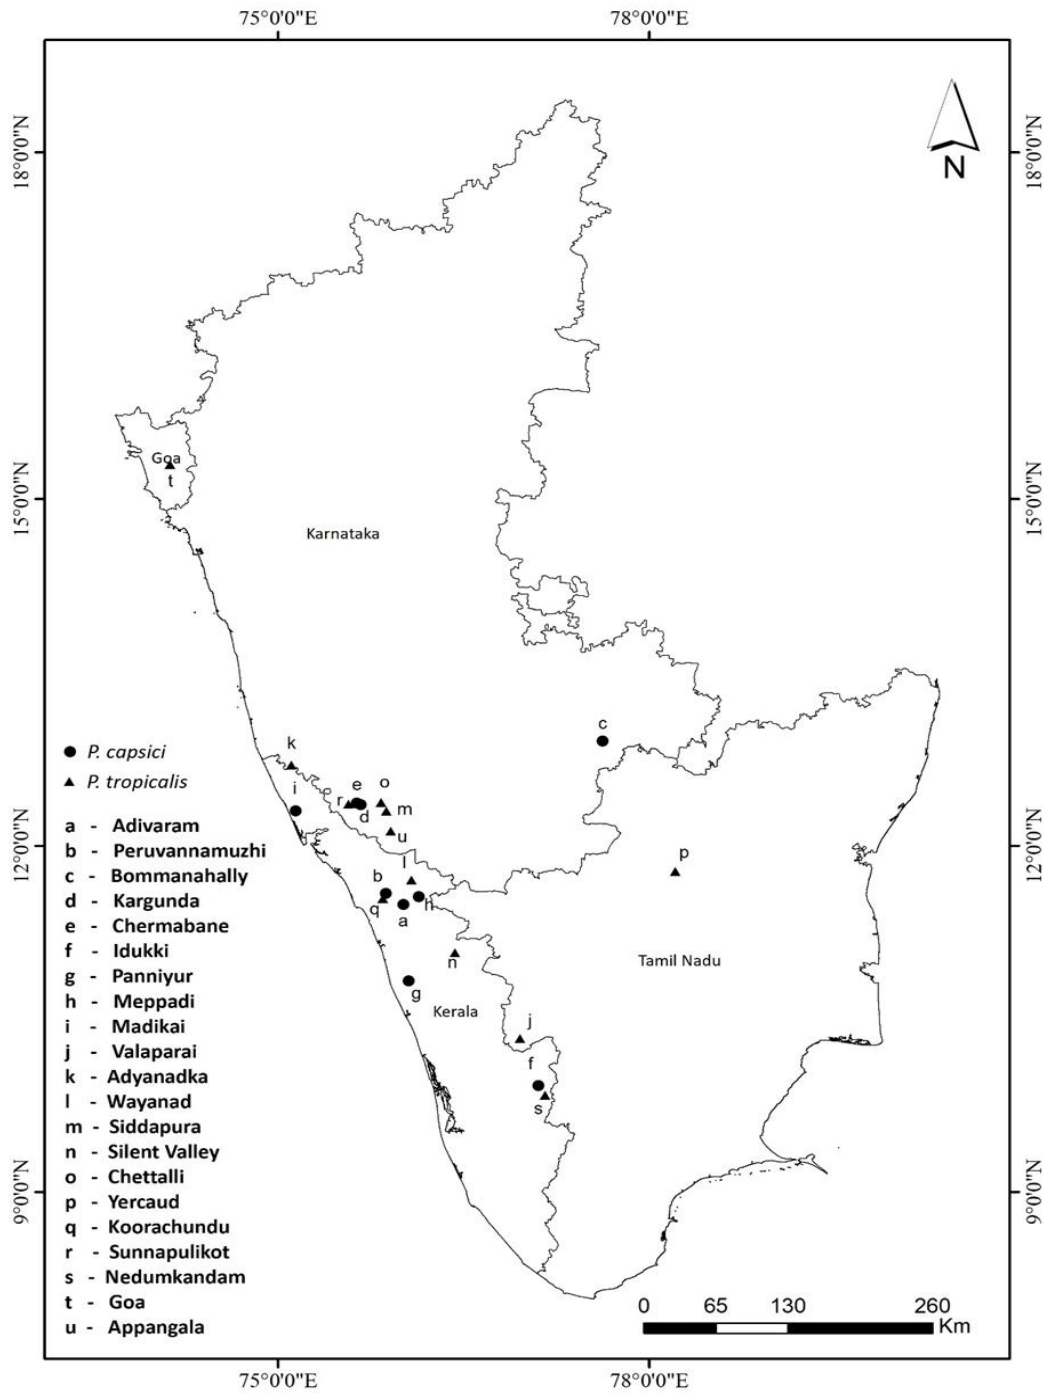 75°0'0"E 78°0'0"E
18°0'0"N 18°0'0"N
N
Goa
t
15°0'0"N 15°0'0"N
Karnataka
c
k
P. capsici
P. tropicalis
i
e o
r d m
u
12°0'0"N 12°0'0"N
l
p
b
q a h
n
Tamil Nadu
g
Kerala
j
f
s
9°0'0"N 9°0'0"N
a - Adivaram
b - Peruvannamuzhi
c - Bommanahally
d - Kargunda
e - Chermabane
f - Idukki
g - Panniyur
h - Meppadi
i - Madikai
j - Valaparai
k - Adyanadka
l - Wayanad
m - Siddapura
n - Silent Valley
o - Chettalli
p - Yercaud
q - Koorachundu
r - Sunnapulikot
s - Nedumkandam
t - Goa
u - Appangala
0 65 130 260
Km
75°0'0"E 78°0'0"E